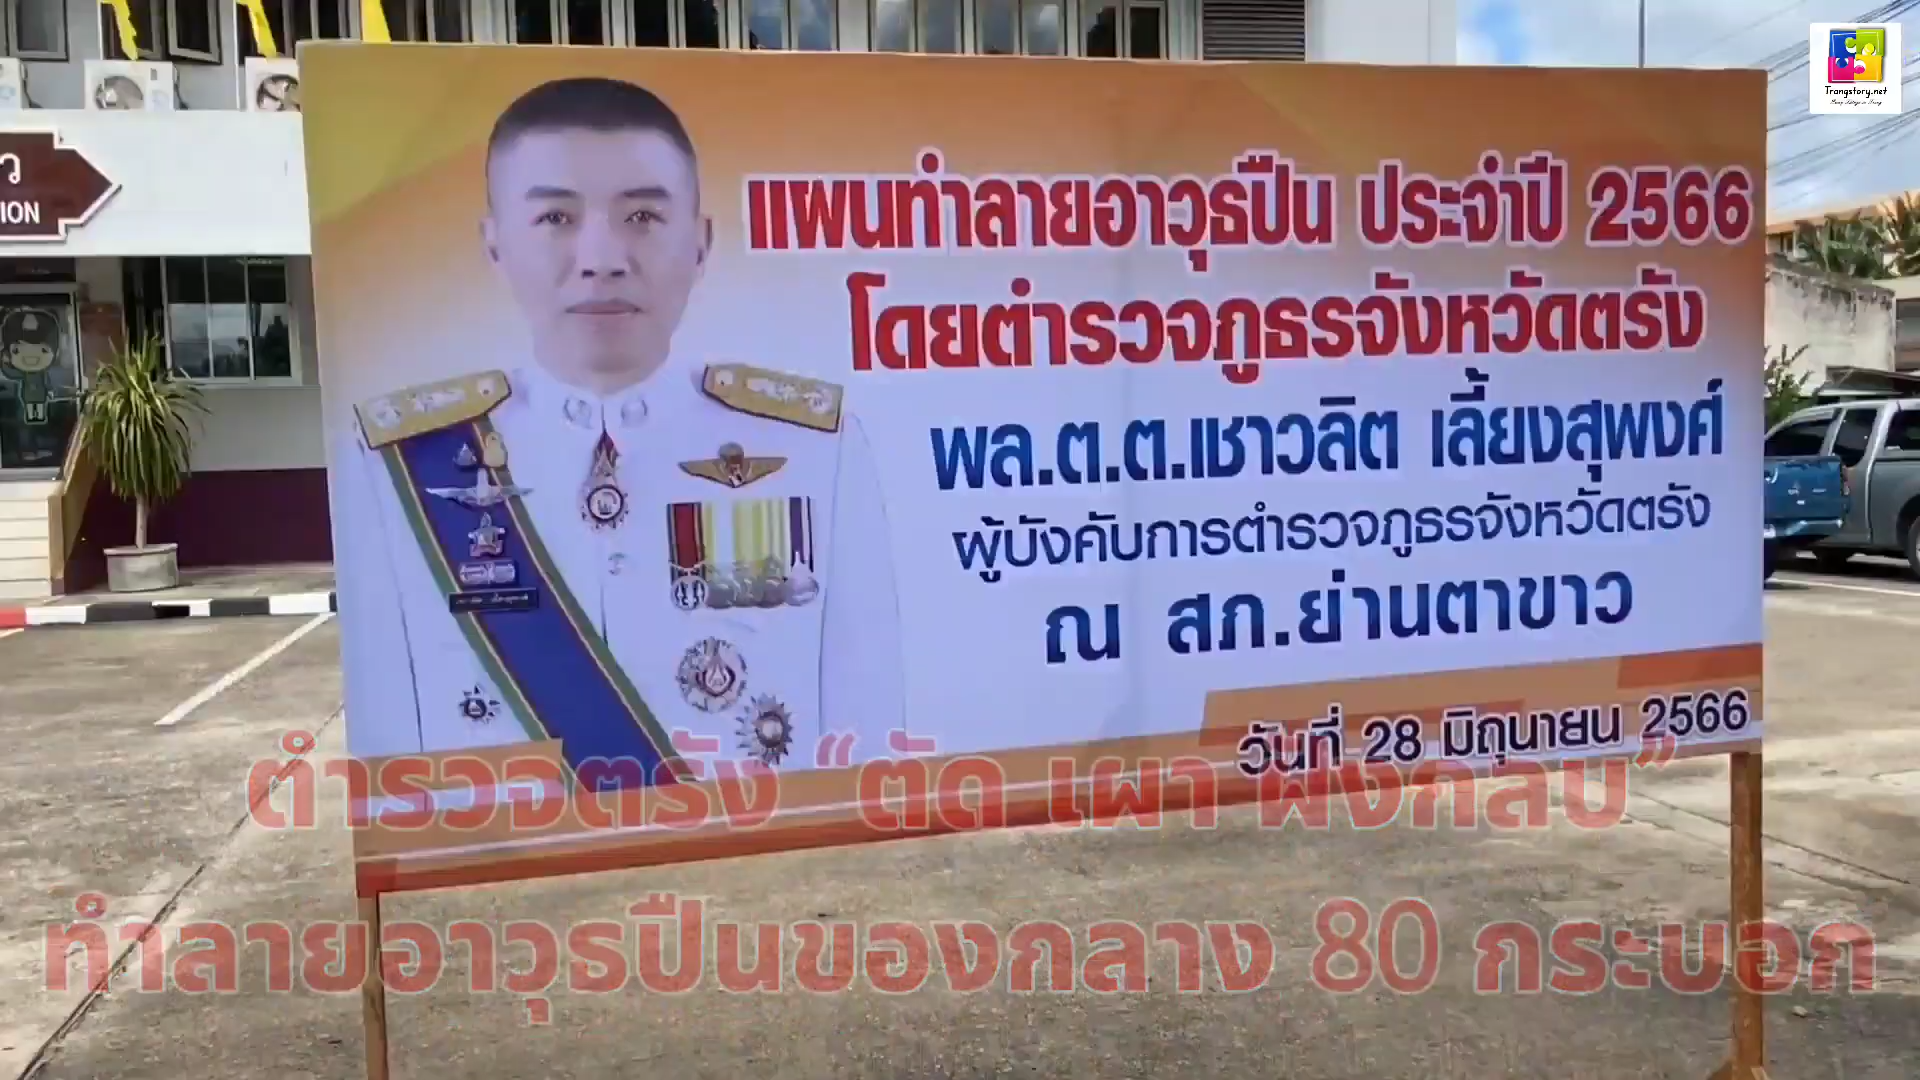 Trangstory.net
ว
ION
แผนทำลายอาวุธปืน ประจำปี 2566
โดยตำรวจภูธรจังหวัดตรัง
พล.ต.ต.เชาวลิต เลี้ยงสุพงศ์
ผู้บังคับการตำรวจภูธรจังหวัดตรัง
ณ สภ.ย่านตาขาว
วันที่ 28 มิถุนายน 2566
ตำรวจตรัง “ตัด เผา ฝังกลบ”
ทำลายอาวุธปืนของกลาง 80 กระบอก